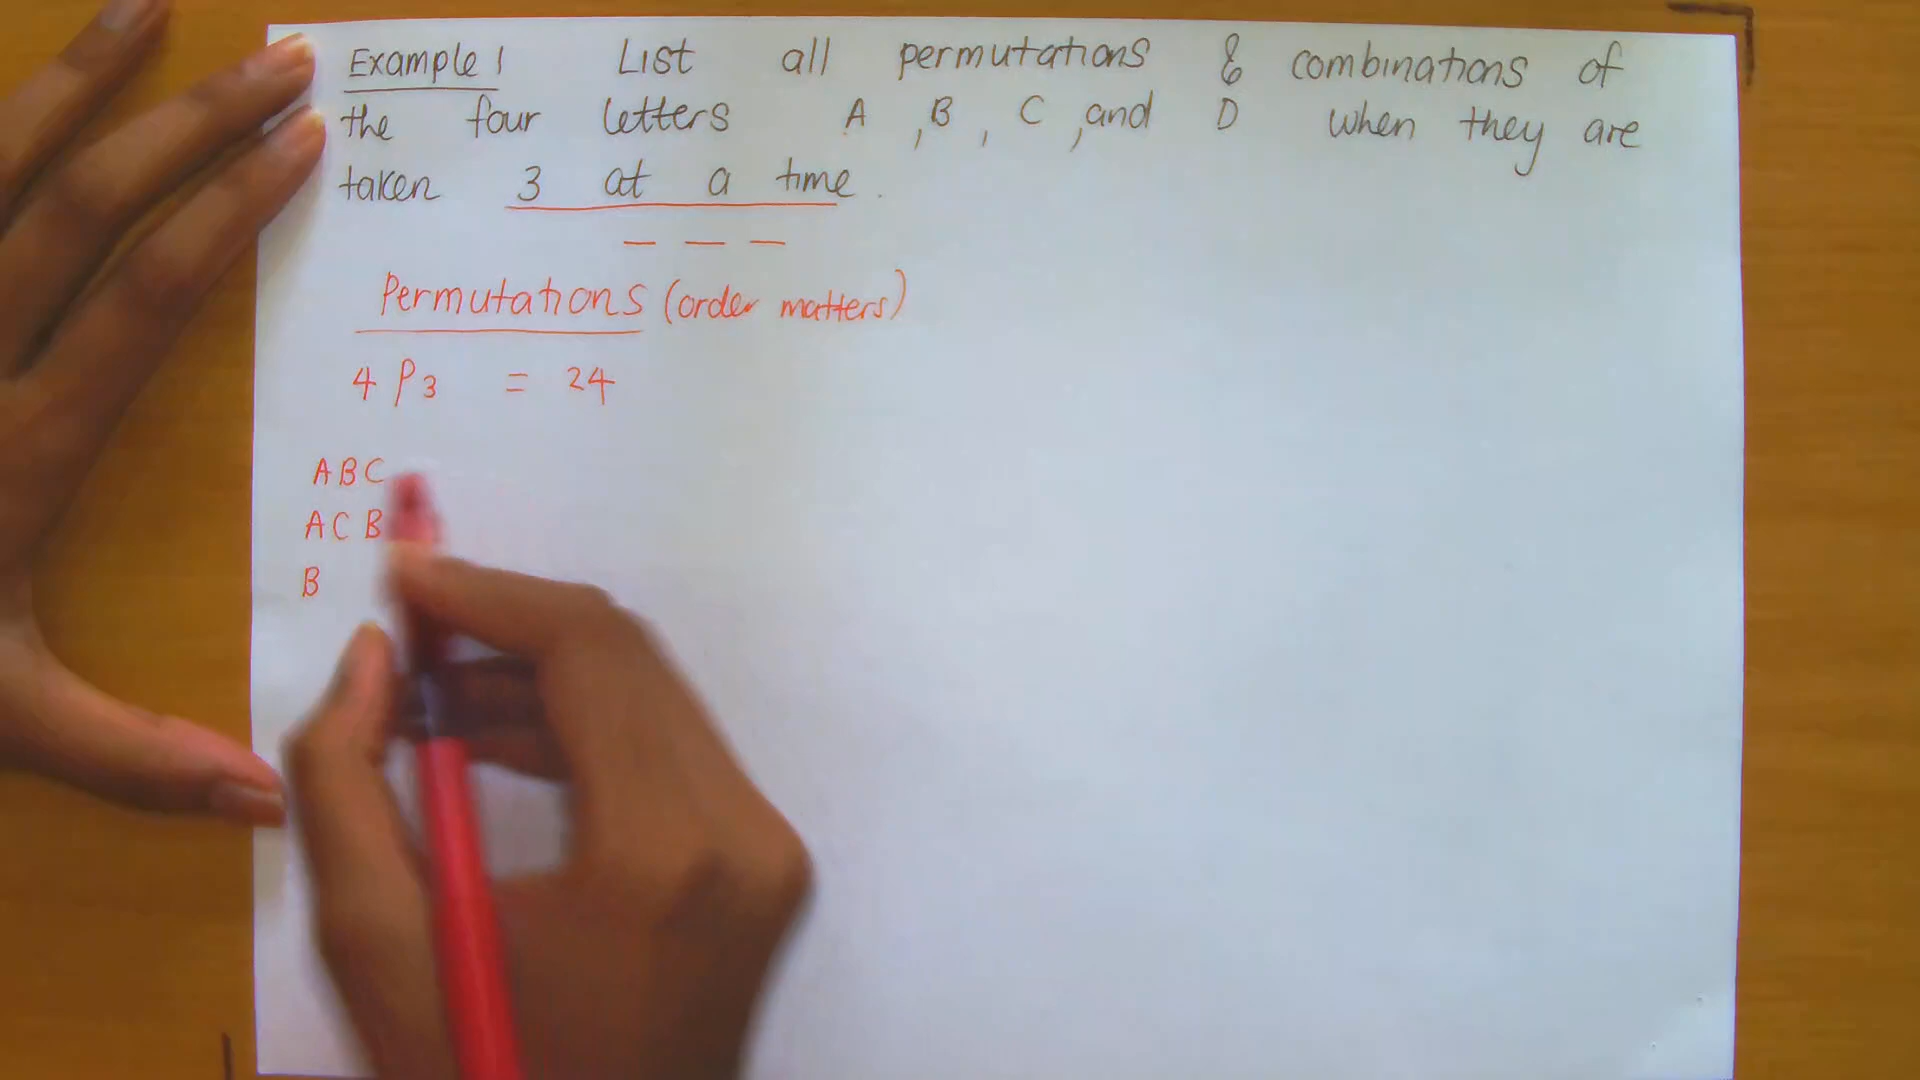 Example 1 List all permutations & combinations of
the four letters A, B, C, and D when they are
taken 3 at a time.
Permutations (order matters)
4P3 = 24
ABC
ACB
B